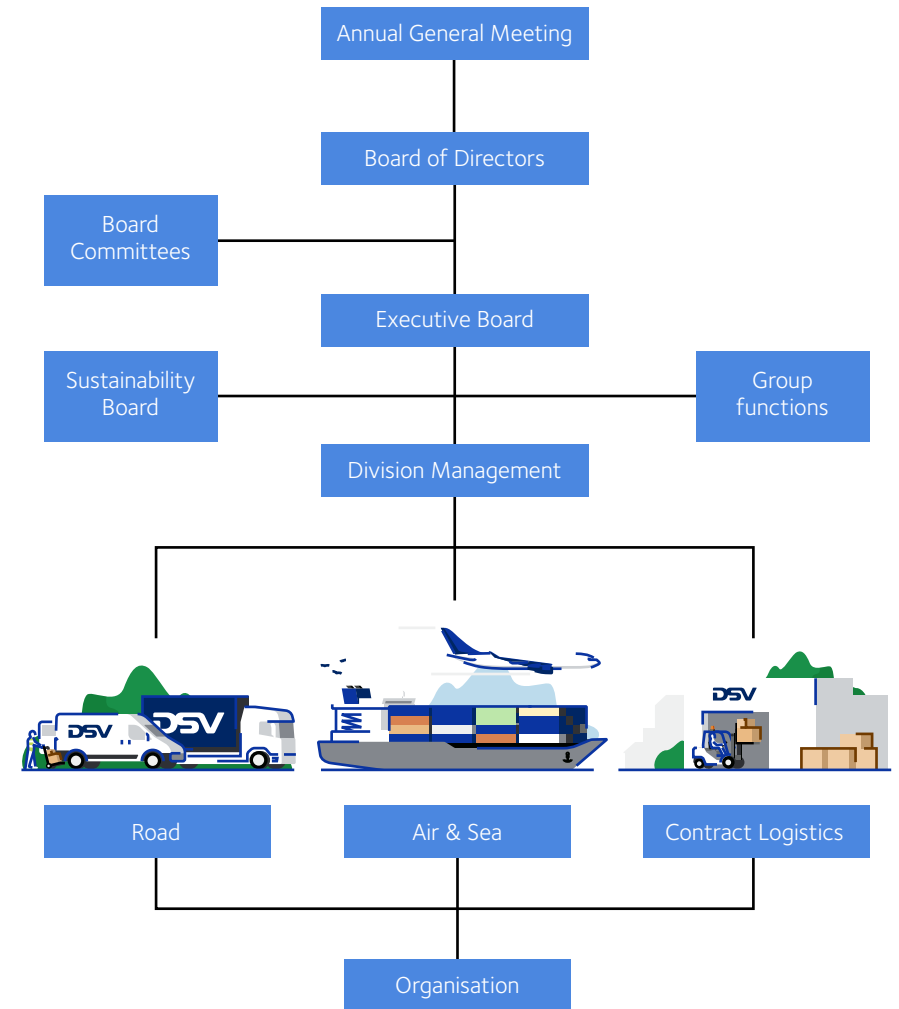 Annual General Meeting
Board of Directors
Board
Committees
Executive Board
Sustainability
Board
Group
functions
Division Management
DSV
DSV
DSV
Road
Air & Sea
Contract Logistics
Organisation